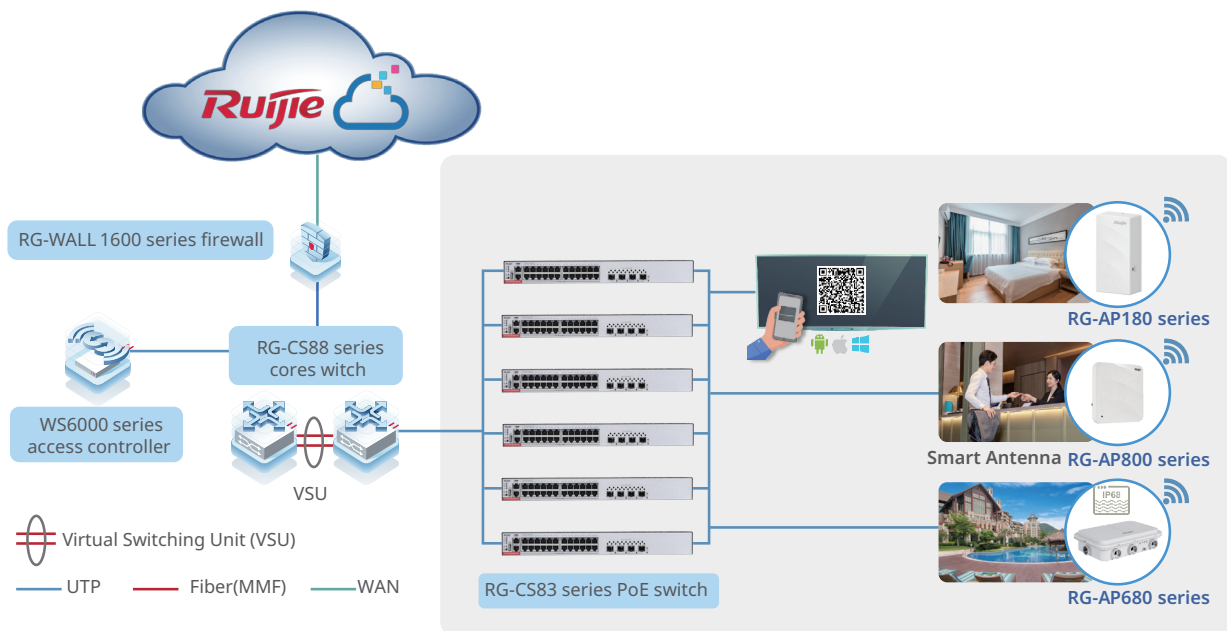 Ruijie
RG-WALL 1600 series firewall
RG-CS88 series
cores witch
WS6000 series
access controller
VSU
Virtual Switching Unit (VSU)
UTP
Fiber(MMF)
WAN
RG-CS83 series PoE switch
RG-AP180 series
Smart Antenna
RG-AP800 series
IP68
RG-AP680 series